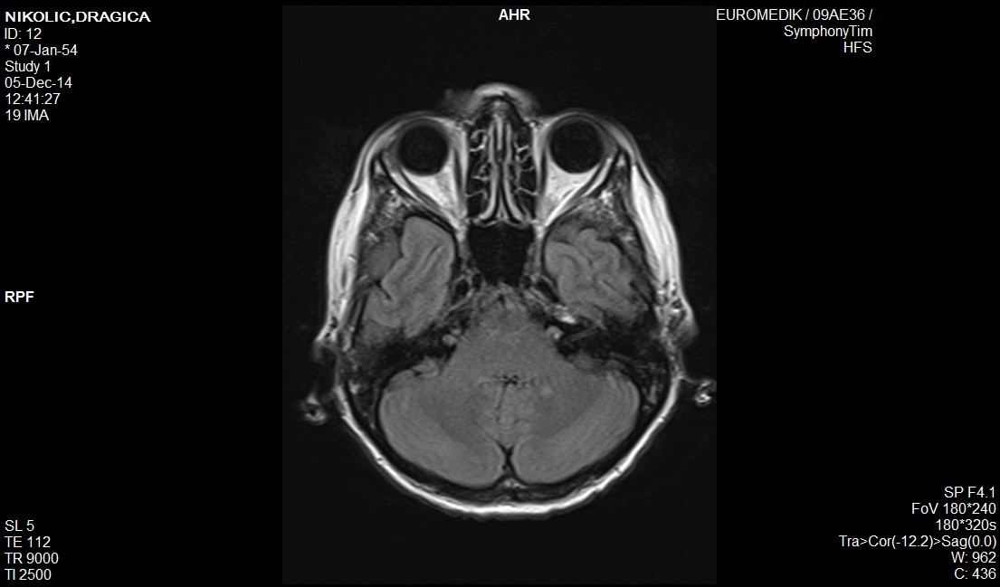 NIKOLIC,DRAGICA
ID: 12
* 07-Jan-54
Study 1
05-Dec-14
12:41:27
19 IMA
AHR
EUROMEDIK / 09AE36 /
SymphonyTim
HFS
RPF
SL 5
TE 112
TR 9000
TI 2500
SP F4.1
FoV 180*240
180*320s
Tra>Cor(-12.2)>Sag(0.0)
W: 962
C: 436